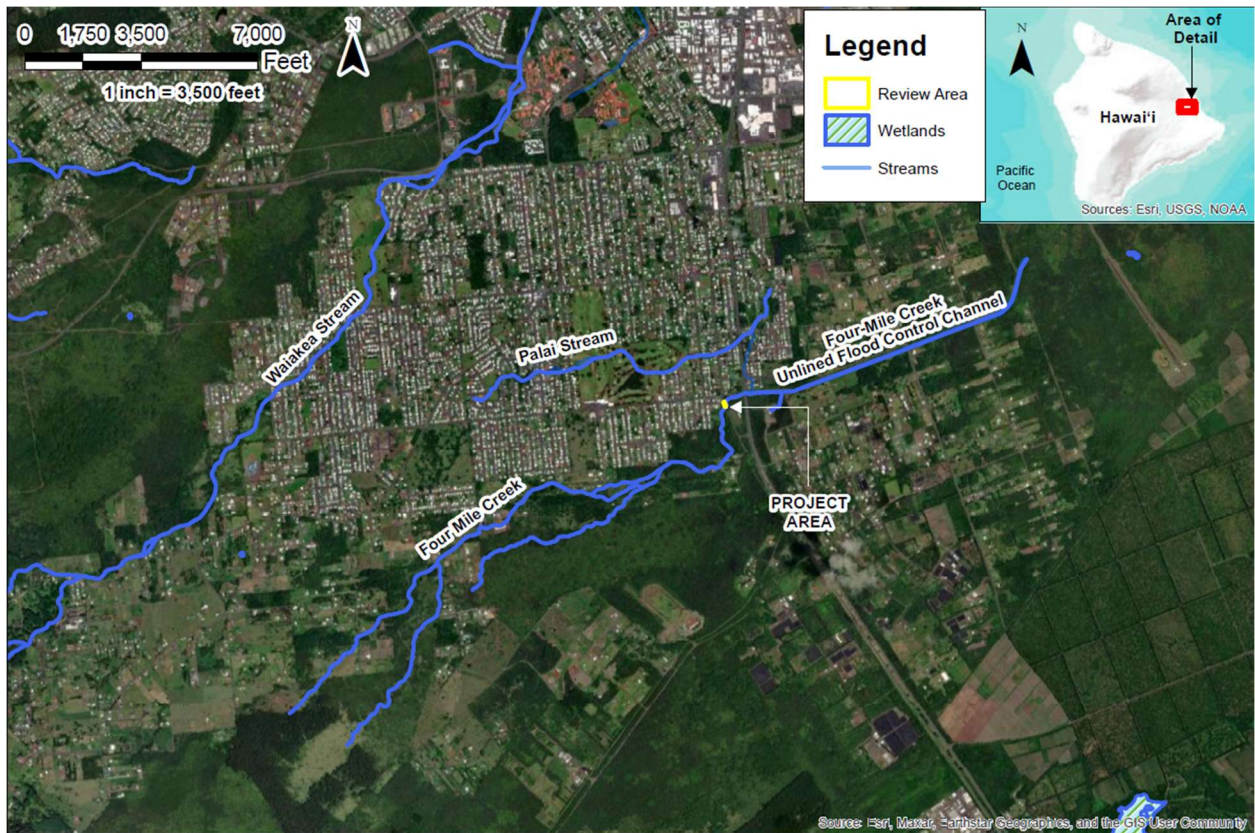 0 1,750 3,500 7,000
Feet
1 inch = 3,500 feet
N
Legend
Review Area
Wetlands
Streams
N
Area of
Detail
Hawai‘i
Pacific
Ocean
Sources: Esri, USGS, NOAA
Waiakea Stream
Palai Stream
Four-Mile Creek
Unlined Flood Control Channel
Four Mile Creek
PROJECT
AREA
Source: Esri, Maxar, Earthstar Geographics, and the GIS User Community